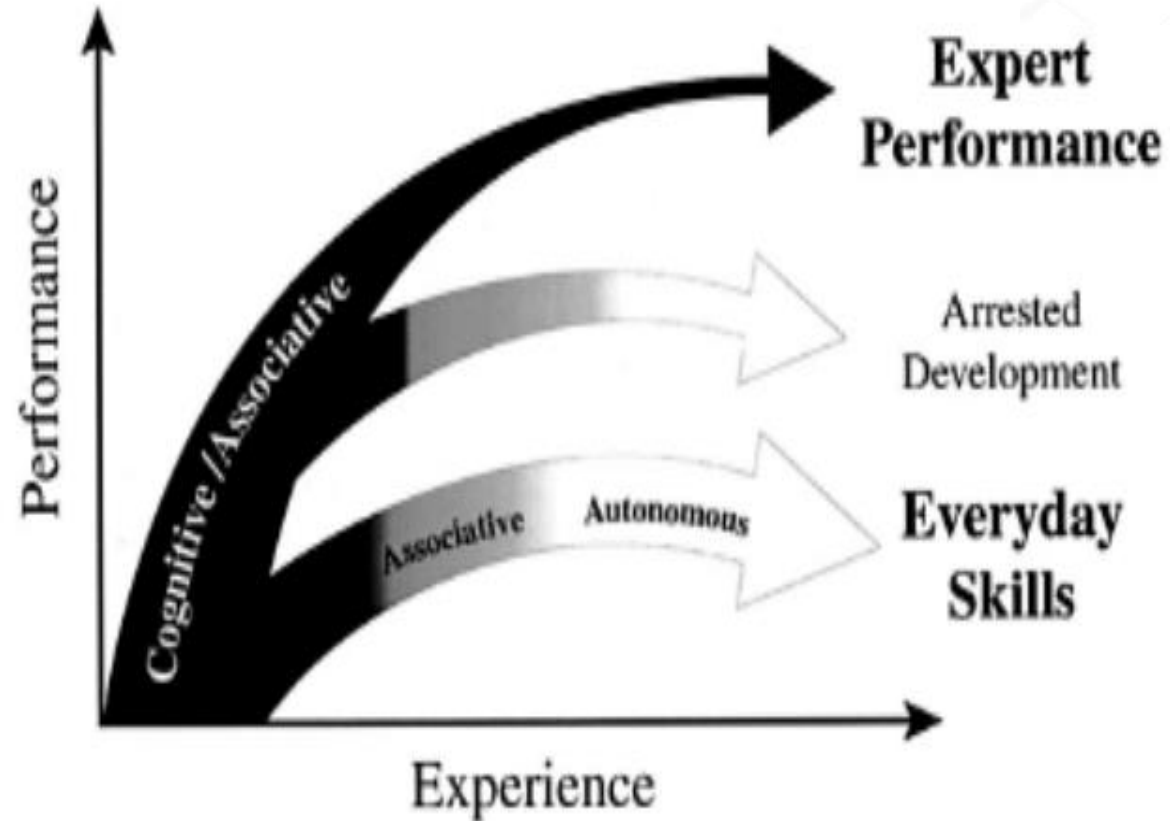 Expert
Performance
Performance
Cognitive /Associative
Arrested
Development
Associative
Autonomous
Everyday
Skills
Experience